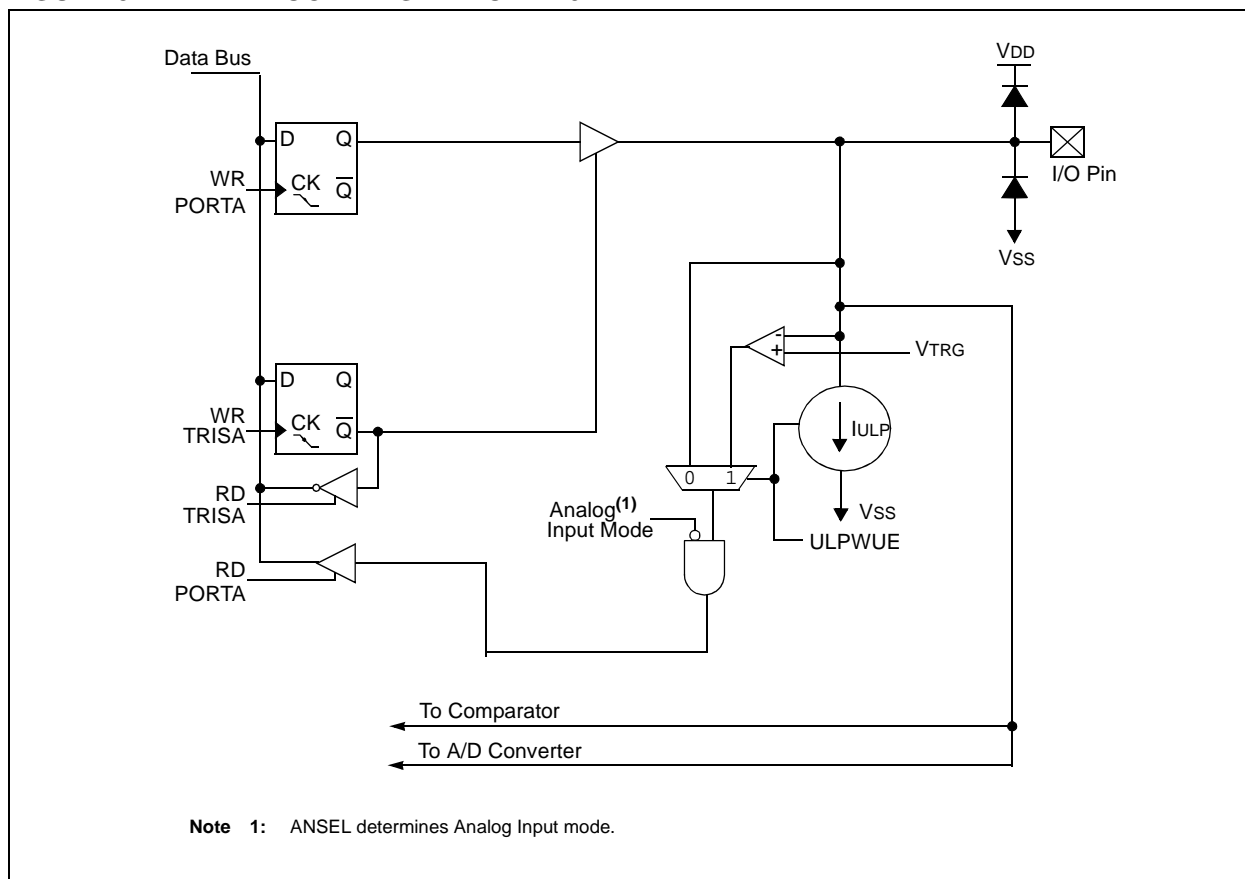 Data Bus
VDD
D Q
WR
PORTA
CK Q
I/O Pin
VSS
-
+
VTRG
D Q
WR
TRISA
CK Q
IULP
RD
TRISA
0 1
Analog(1)
Input Mode
VSS
ULPWUE
RD
PORTA
To Comparator
To A/D Converter
Note 1: ANSEL determines Analog Input mode.